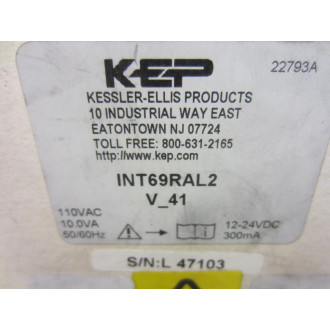 KEP
22793A
KESSLER-ELLIS PRODUCTS
10 INDUSTRIAL WAY EAST
EATONTOWN NJ 07724
TOLL FREE: 800-631-2165
http://www.kep.com
INT69RAL2
V_41
110VAC
10.0VA
50/60Hz
12-24VDC
300mA
S/N:L 47103